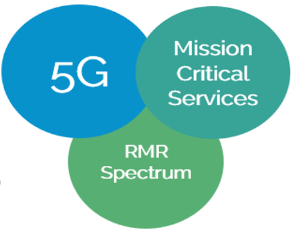 5G
Mission
Critical
Services
RMR
Spectrum